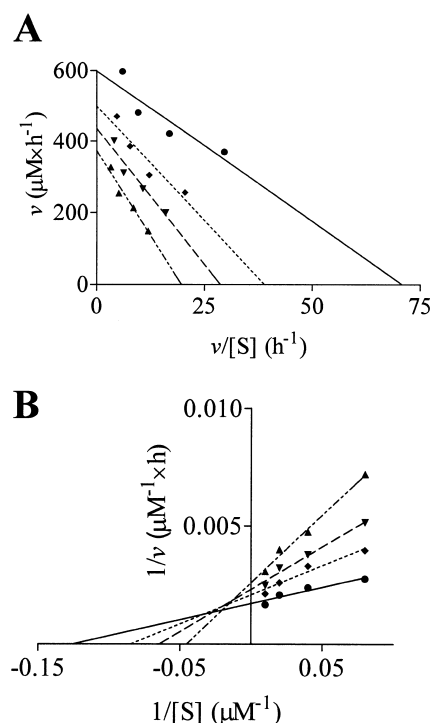 A
600
400
200
0
v (μM×h⁻¹)
0 25 50 75
v/[S] (h⁻¹)
B
0.010
0.005
1/v (μM⁻¹×h)
-0.15 -0.05 0.05
1/[S] (μM⁻¹)